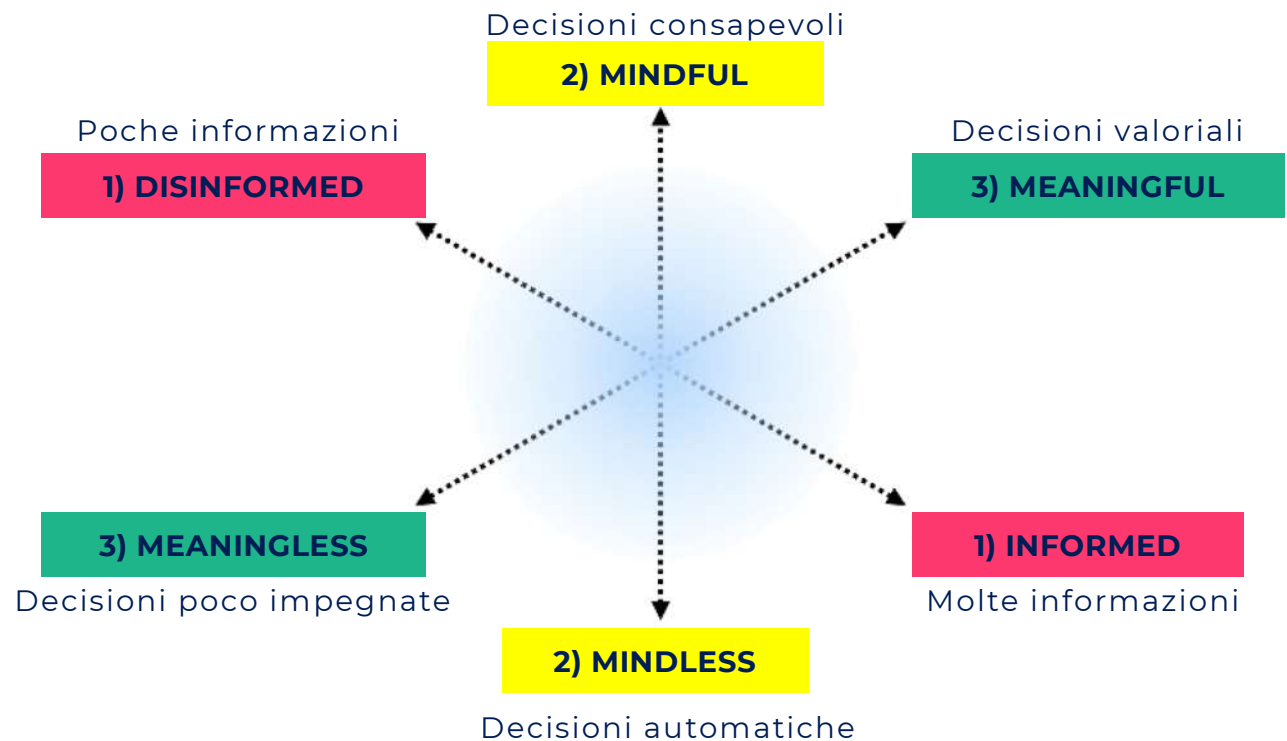 Decisioni consapevoli
2) MINDFUL
Poche informazioni
1) DISINFORMED
Decisioni valoriali
3) MEANINGFUL
3) MEANINGLESS
Decisioni poco impegnate
1) INFORMED
Molte informazioni
2) MINDLESS
Decisioni automatiche